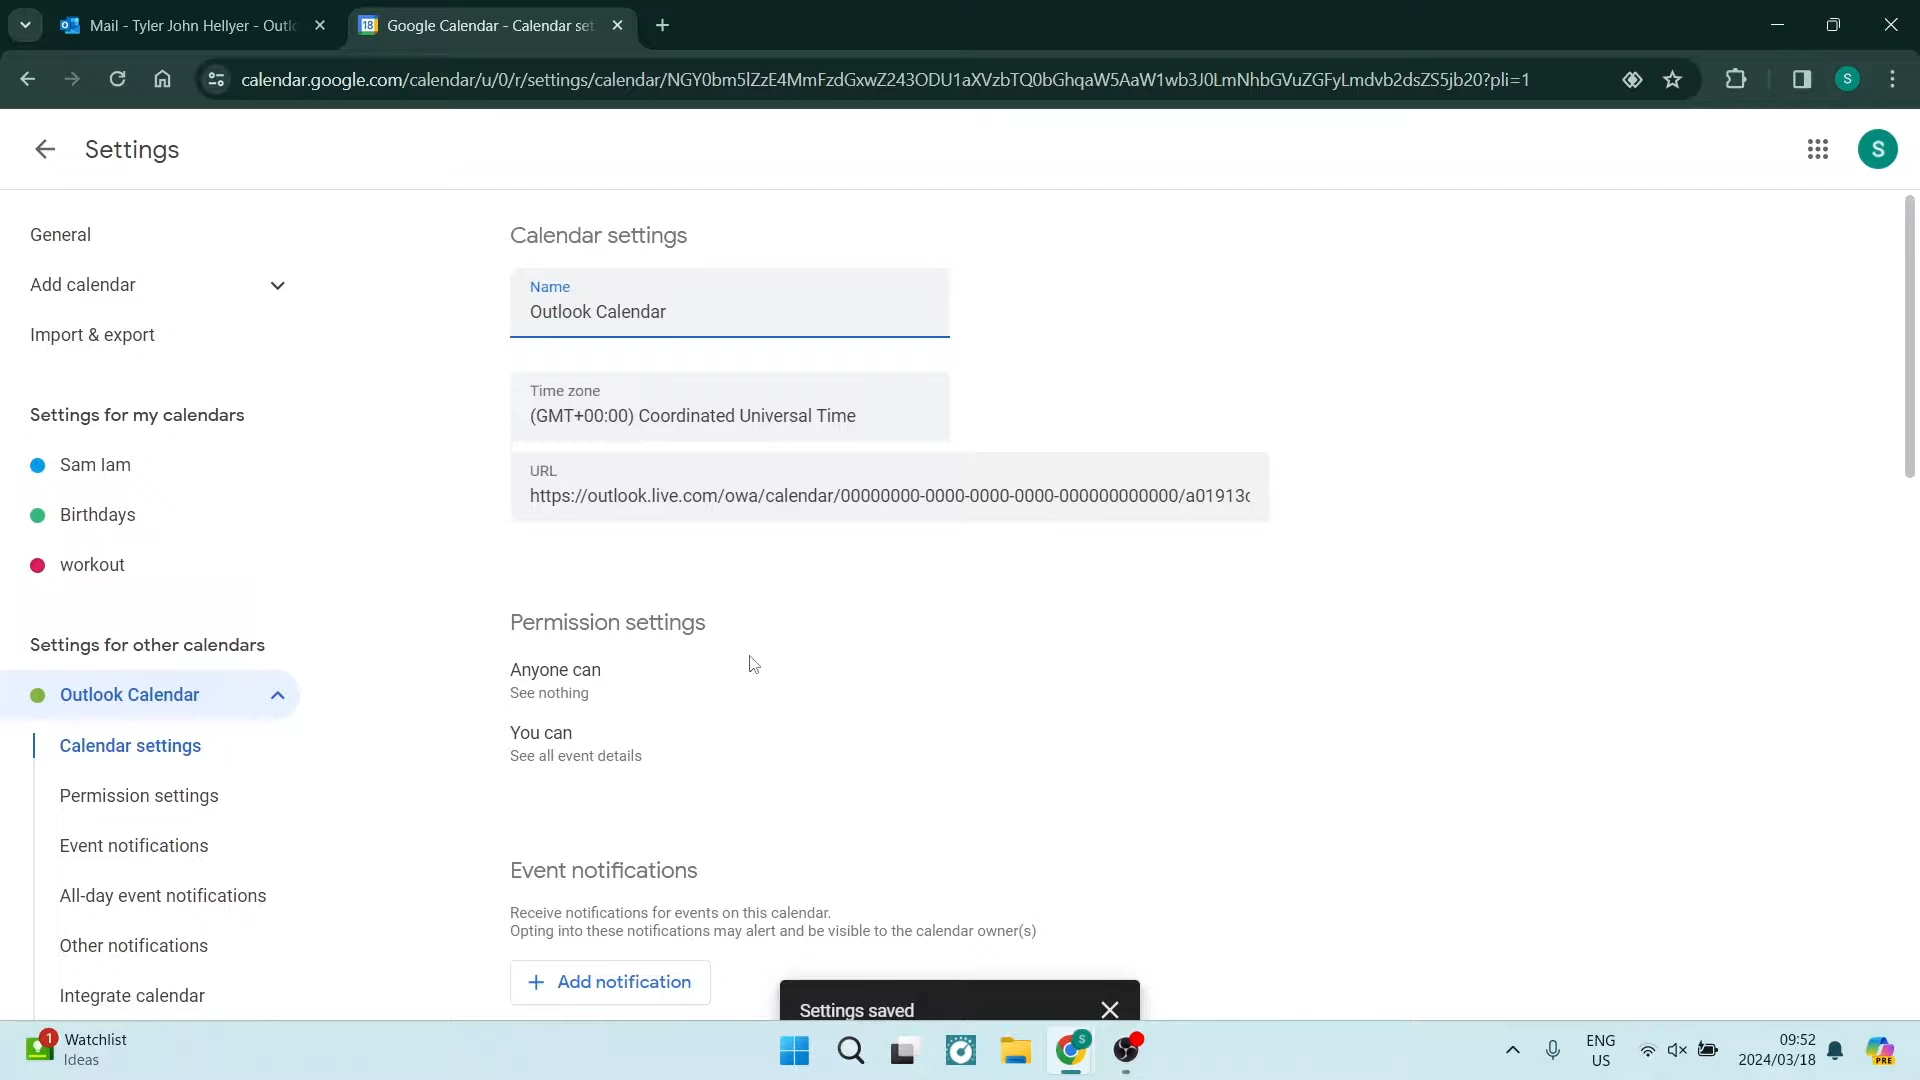 Mail - Tyler John Hellyer - Outlo
Google Calendar - Calendar set
calendar.google.com/calendar/u/0/r/settings/calendar/NGY0bm5lZzE4MmFzdGxwZ243ODU1aXVzbTQ0bGhqaW5AaW1wb3J0LmNhbGVuZGFyLmdvb2dsZS5jb20?pli=1
S
Settings
S
General
Add calendar
Import & export
Settings for my calendars
Sam Iam
Birthdays
workout
Settings for other calendars
Outlook Calendar
Calendar settings
Permission settings
Event notifications
All-day event notifications
Other notifications
Integrate calendar
Calendar settings
Name
Outlook Calendar
Time zone
(GMT+00:00) Coordinated Universal Time
URL
https://outlook.live.com/owa/calendar/00000000-0000-0000-0000-000000000000/a01913c
Permission settings
Anyone can
See nothing
You can
See all event details
Event notifications
Receive notifications for events on this calendar.
Opting into these notifications may alert and be visible to the calendar owner(s)
+ Add notification
Settings saved
1
Watchlist
Ideas
S
ENG
US
09:52
2024/03/18
PRE